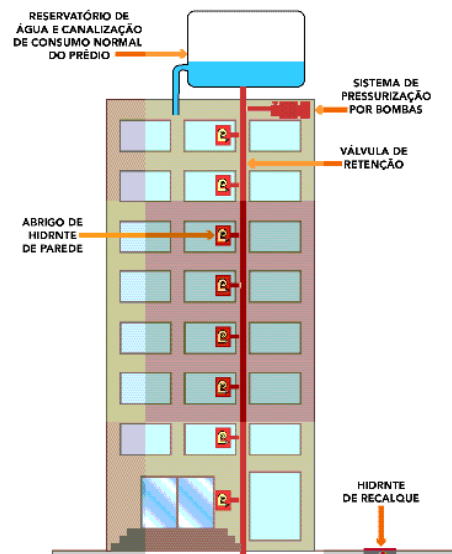 RESERVATÓRIO DE
ÁGUA E CANALIZAÇÃO
DE CONSUMO NORMAL
DO PRÉDIO
SISTEMA DE
PRESSURIZAÇÃO
POR BOMBAS
VÁLVULA DE
RETENÇÃO
ABRIGO DE
HIDRNTE
DE PAREDE
HIDRNTE
DE RECALQUE